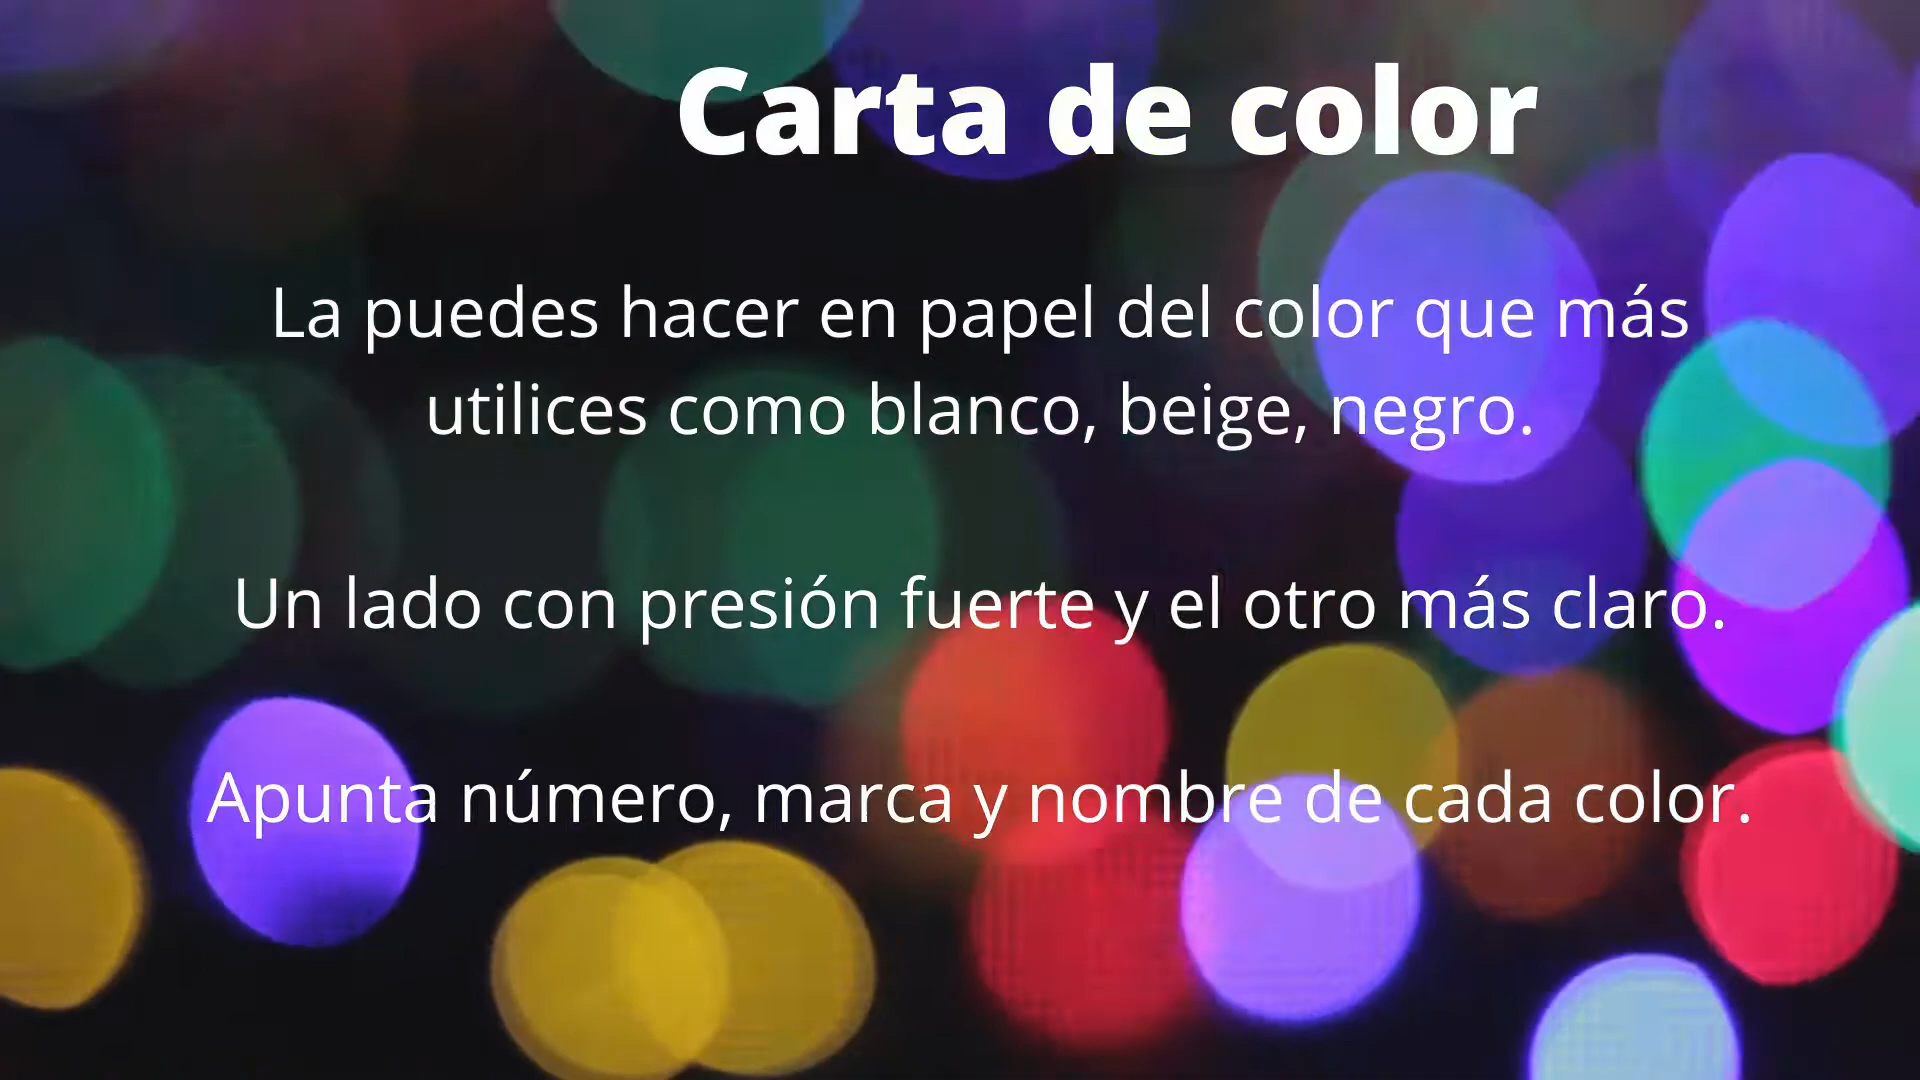 Carta de color
La puedes hacer en papel del color que más
utilices como blanco, beige, negro.
Un lado con presión fuerte y el otro más claro.
Apunta número, marca y nombre de cada color.